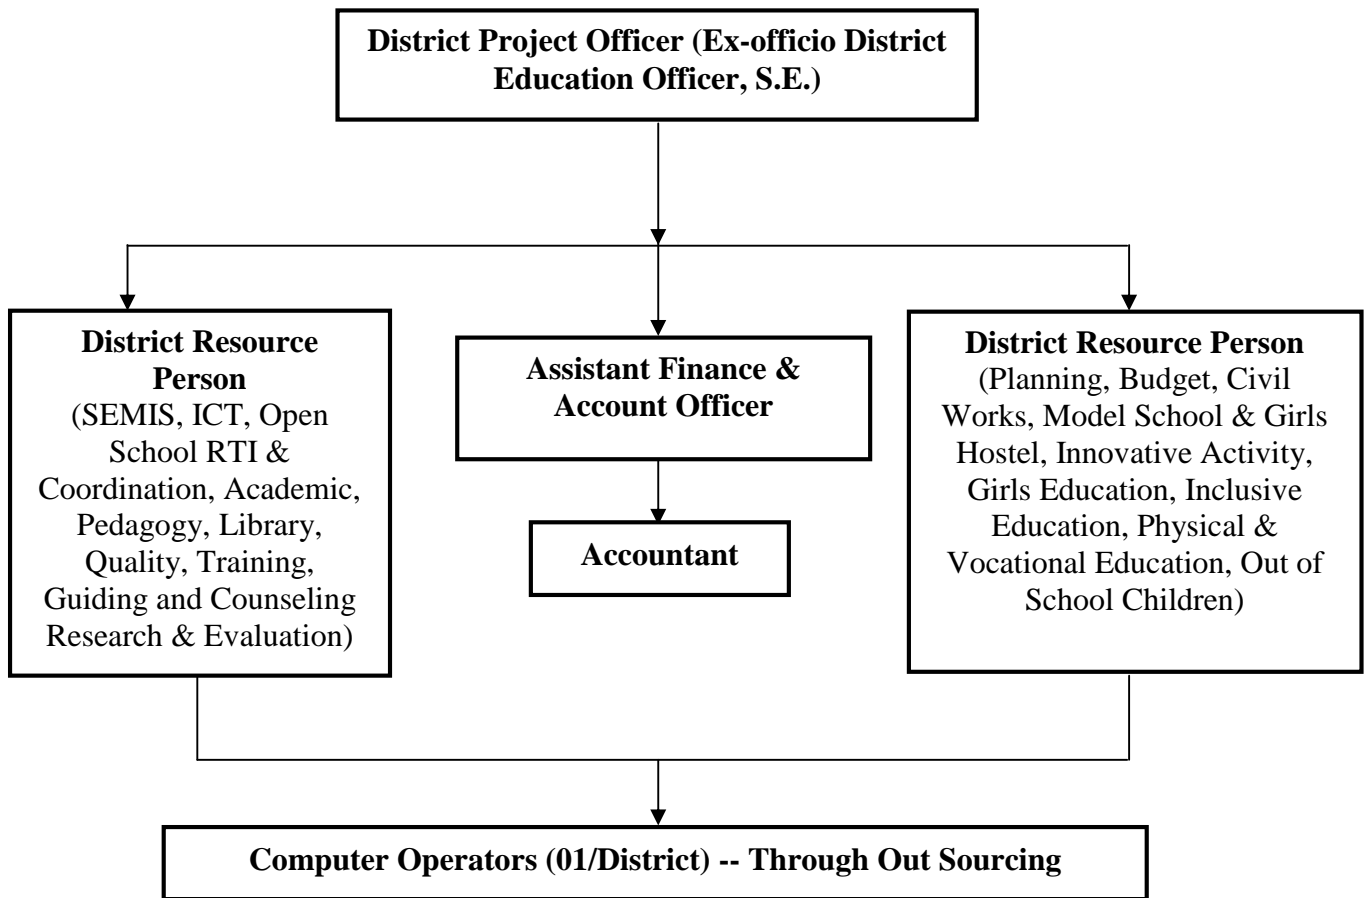 District Project Officer (Ex-officio District
Education Officer, S.E.)
District Resource
Person
(SEMIS, ICT, Open
School RTI &
Coordination, Academic,
Pedagogy, Library,
Quality, Training,
Guiding and Counseling
Research & Evaluation)
Assistant Finance &
Account Officer
Accountant
District Resource Person
(Planning, Budget, Civil
Works, Model School & Girls
Hostel, Innovative Activity,
Girls Education, Inclusive
Education, Physical &
Vocational Education, Out of
School Children)
Computer Operators (01/District) -- Through Out Sourcing